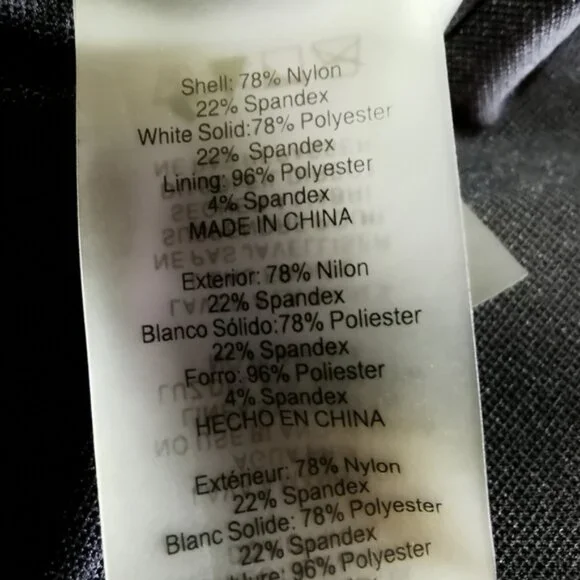 Shell: 78% Nylon
22% Spandex
White Solid:78% Polyester
22% Spandex
Lining: 96% Polyester
4% Spandex
MADE IN CHINA
Exterior: 78% Nilon
22% Spandex
Blanco Sólido:78% Poliester
22% Spandex
Forro: 96% Poliester
4% Spandex
HECHO EN CHINA
Extérieur: 78% Nylon
22% Spandex
Blanc Solide: 78% Polyester
22% Spandex
96% Polyester